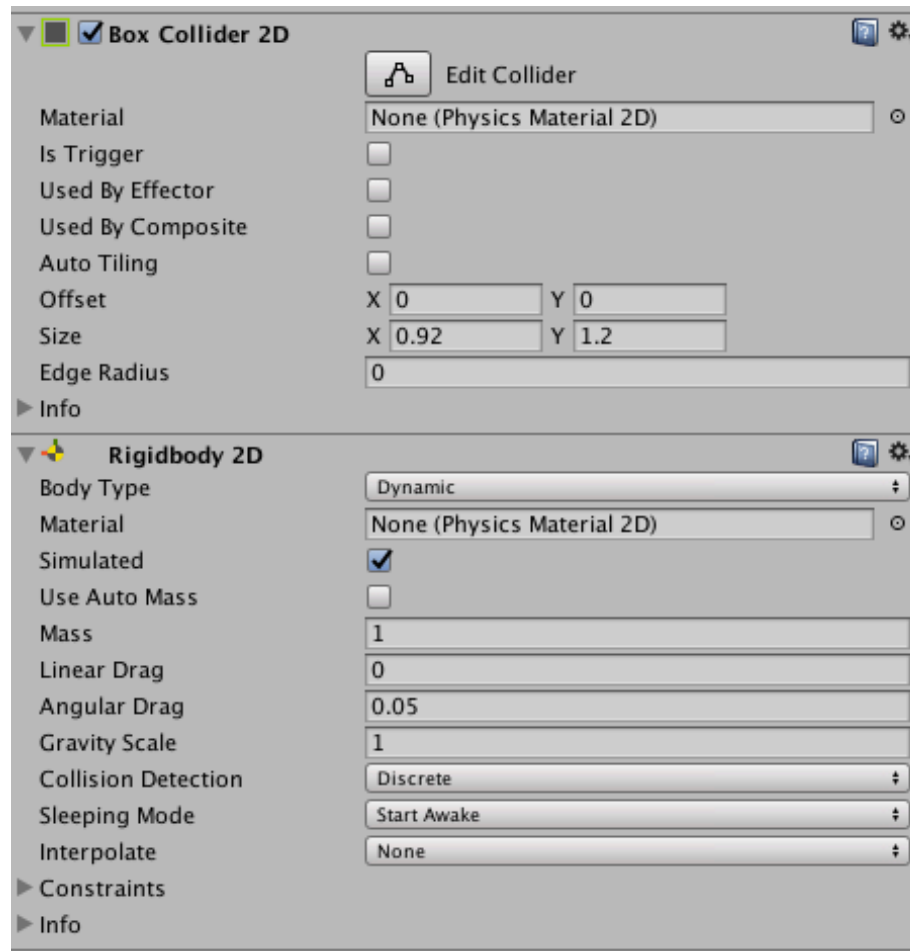 Box Collider 2D
Edit Collider
Material None (Physics Material 2D)
Is Trigger
Used By Effector
Used By Composite
Auto Tiling
Offset X 0 Y 0
Size X 0.92 Y 1.2
Edge Radius 0
Info
Rigidbody 2D
Body Type Dynamic
Material None (Physics Material 2D)
Simulated
Use Auto Mass
Mass 1
Linear Drag 0
Angular Drag 0.05
Gravity Scale 1
Collision Detection Discrete
Sleeping Mode Start Awake
Interpolate None
Constraints
Info